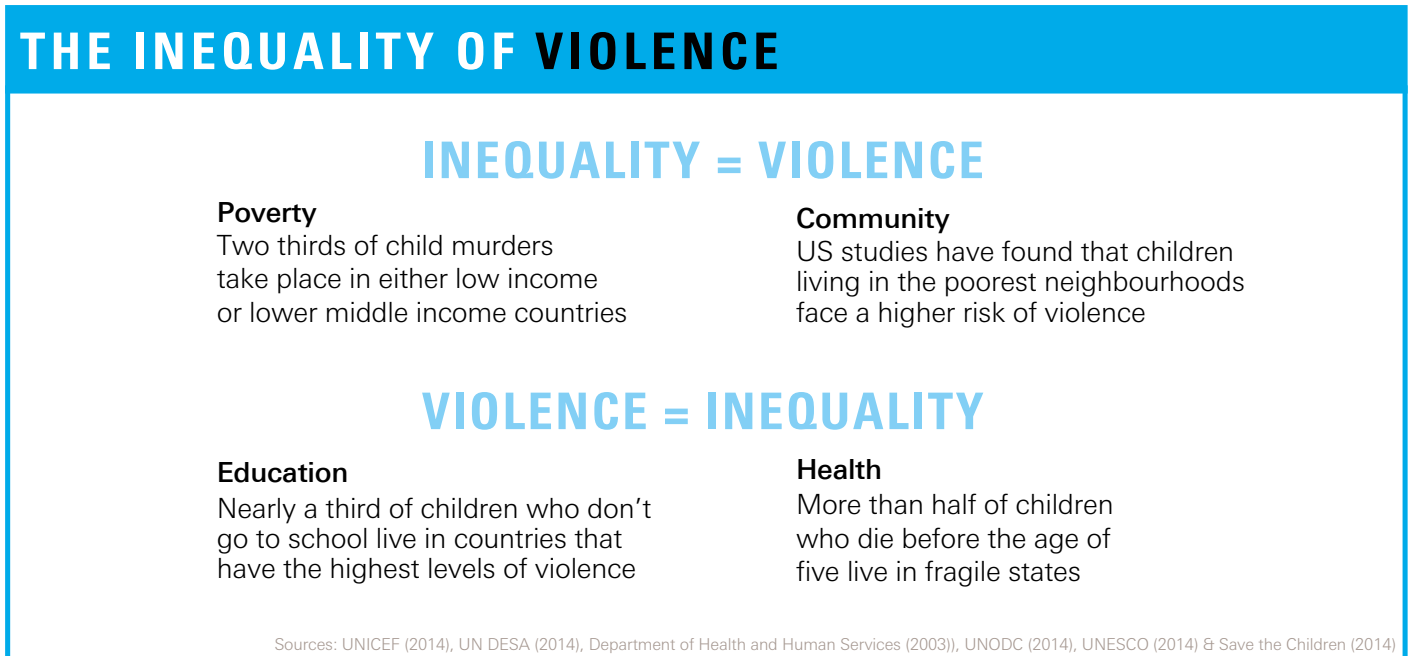 THE INEQUALITY OF VIOLENCE
INEQUALITY = VIOLENCE
Poverty
Two thirds of child murders
take place in either low income
or lower middle income countries
Community
US studies have found that children
living in the poorest neighbourhoods
face a higher risk of violence
VIOLENCE = INEQUALITY
Education
Nearly a third of children who don’t
go to school live in countries that
have the highest levels of violence
Health
More than half of children
who die before the age of
five live in fragile states
Sources: UNICEF (2014), UN DESA (2014), Department of Health and Human Services (2003)), UNODC (2014), UNESCO (2014) & Save the Children (2014)